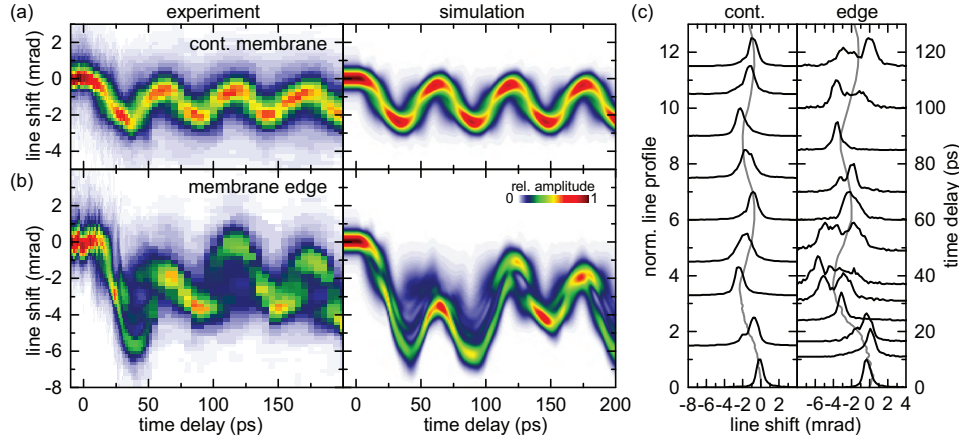 (a) experiment simulation
cont. membrane
line shift (mrad)
2
0
-2
-4
(b) membrane edge
rel. amplitude
0 1
line shift (mrad)
2
0
-2
-4
-6
-8
0 50 100 150 0 50 100 150 200
time delay (ps) time delay (ps)
(c) cont. edge
norm. line profile
12
10
8
6
4
2
0
time delay (ps)
120
100
80
60
40
20
0
-8 -6 -4 -2 0 -6 -4 -2 0 2 4
line shift (mrad)